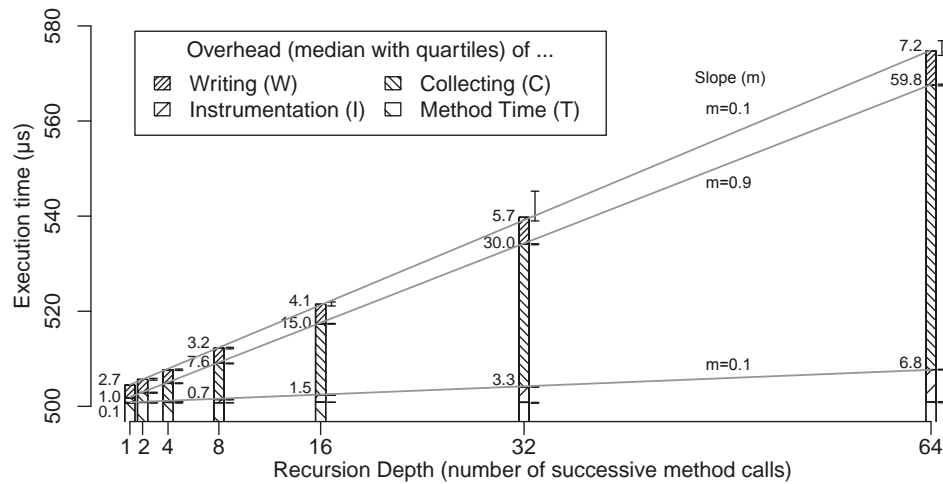 Overhead (median with quartiles) of ...
Writing (W) Collecting (C)
Instrumentation (I) Method Time (T)
Slope (m)
m=0.1
m=0.9
m=0.1
Execution time (μs)
580
560
540
520
500
2.7
1.0
0.1
3.2
7.6
0.7
4.1
15.0
1.5
5.7
30.0
3.3
7.2
59.8
6.8
1 2 4 8 16 32 64
Recursion Depth (number of successive method calls)